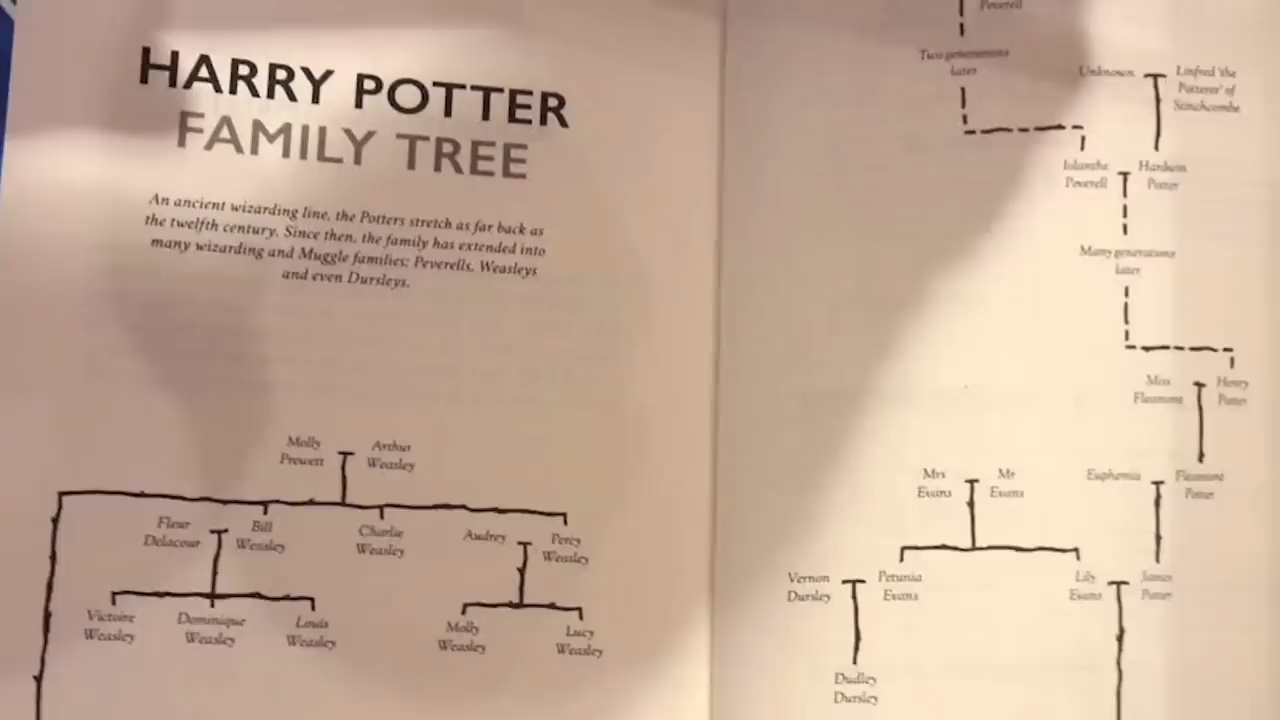 HARRY POTTER
FAMILY TREE
An ancient wizarding line, the Potters stretch as far back as
the twelfth century. Since then, the family has extended into
many wizarding and Muggle families: Peverells, Weasleys
and even Dursleys.
Molly
Prewett
Arthur
Weasley
Fleur
Delacour
Bill
Weasley
Charlie
Weasley
Audrey
Percy
Weasley
Victoire
Weasley
Dominique
Weasley
Louis
Weasley
Molly
Weasley
Lucy
Weasley
Peverell
Two generations
later
Unknown
Linfred 'the
Potterer' of
Stinchcombe
Iolanthe
Peverell
Hardwin
Potter
Many generations
later
Miss
Fleamont
Henry
Potter
Mrs
Evans
Mr
Evans
Euphemia
Fleamont
Potter
Vernon
Dursley
Petunia
Evans
Lily
Evans
James
Potter
Dudley
Dursley